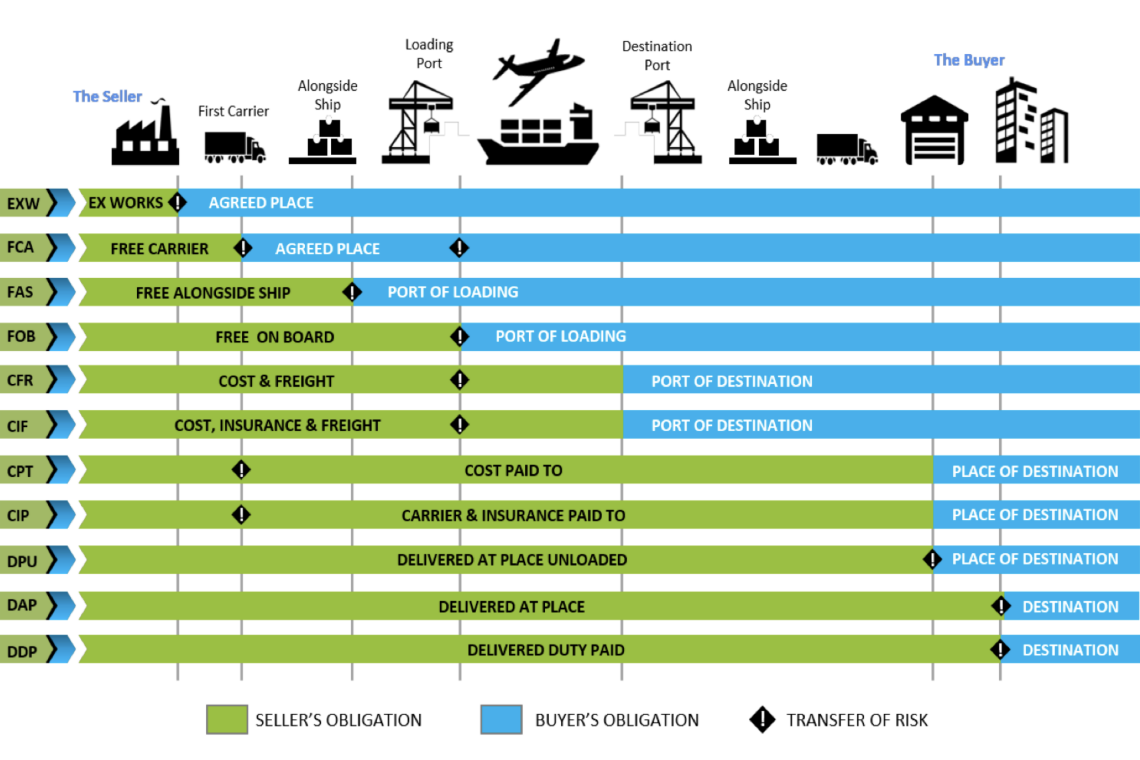 Loading
Port
Destination
Port
The Buyer
Alongside
Ship
Alongside
Ship
The Seller
First Carrier
EXW EX WORKS ! AGREED PLACE
FCA FREE CARRIER ! AGREED PLACE !
FAS FREE ALONGSIDE SHIP ! PORT OF LOADING
FOB FREE ON BOARD ! PORT OF LOADING
CFR COST & FREIGHT ! PORT OF DESTINATION
CIF COST, INSURANCE & FREIGHT ! PORT OF DESTINATION
CPT ! COST PAID TO PLACE OF DESTINATION
CIP ! CARRIER & INSURANCE PAID TO PLACE OF DESTINATION
DPU DELIVERED AT PLACE UNLOADED ! PLACE OF DESTINATION
DAP DELIVERED AT PLACE ! DESTINATION
DDP DELIVERED DUTY PAID ! DESTINATION
SELLER'S OBLIGATION BUYER'S OBLIGATION ! TRANSFER OF RISK